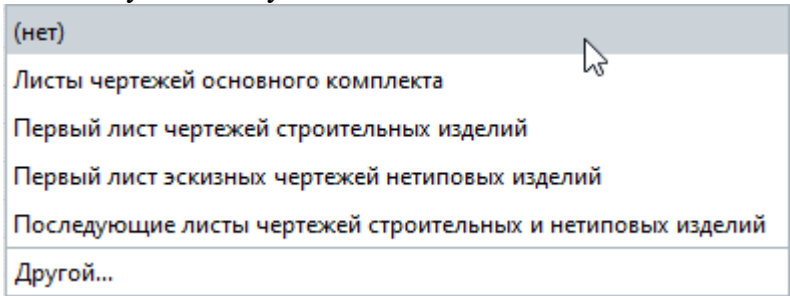 (нет)
Листы чертежей основного комплекта
Первый лист чертежей строительных изделий
Первый лист эскизных чертежей нетиповых изделий
Последующие листы чертежей строительных и нетиповых изделий
Другой...